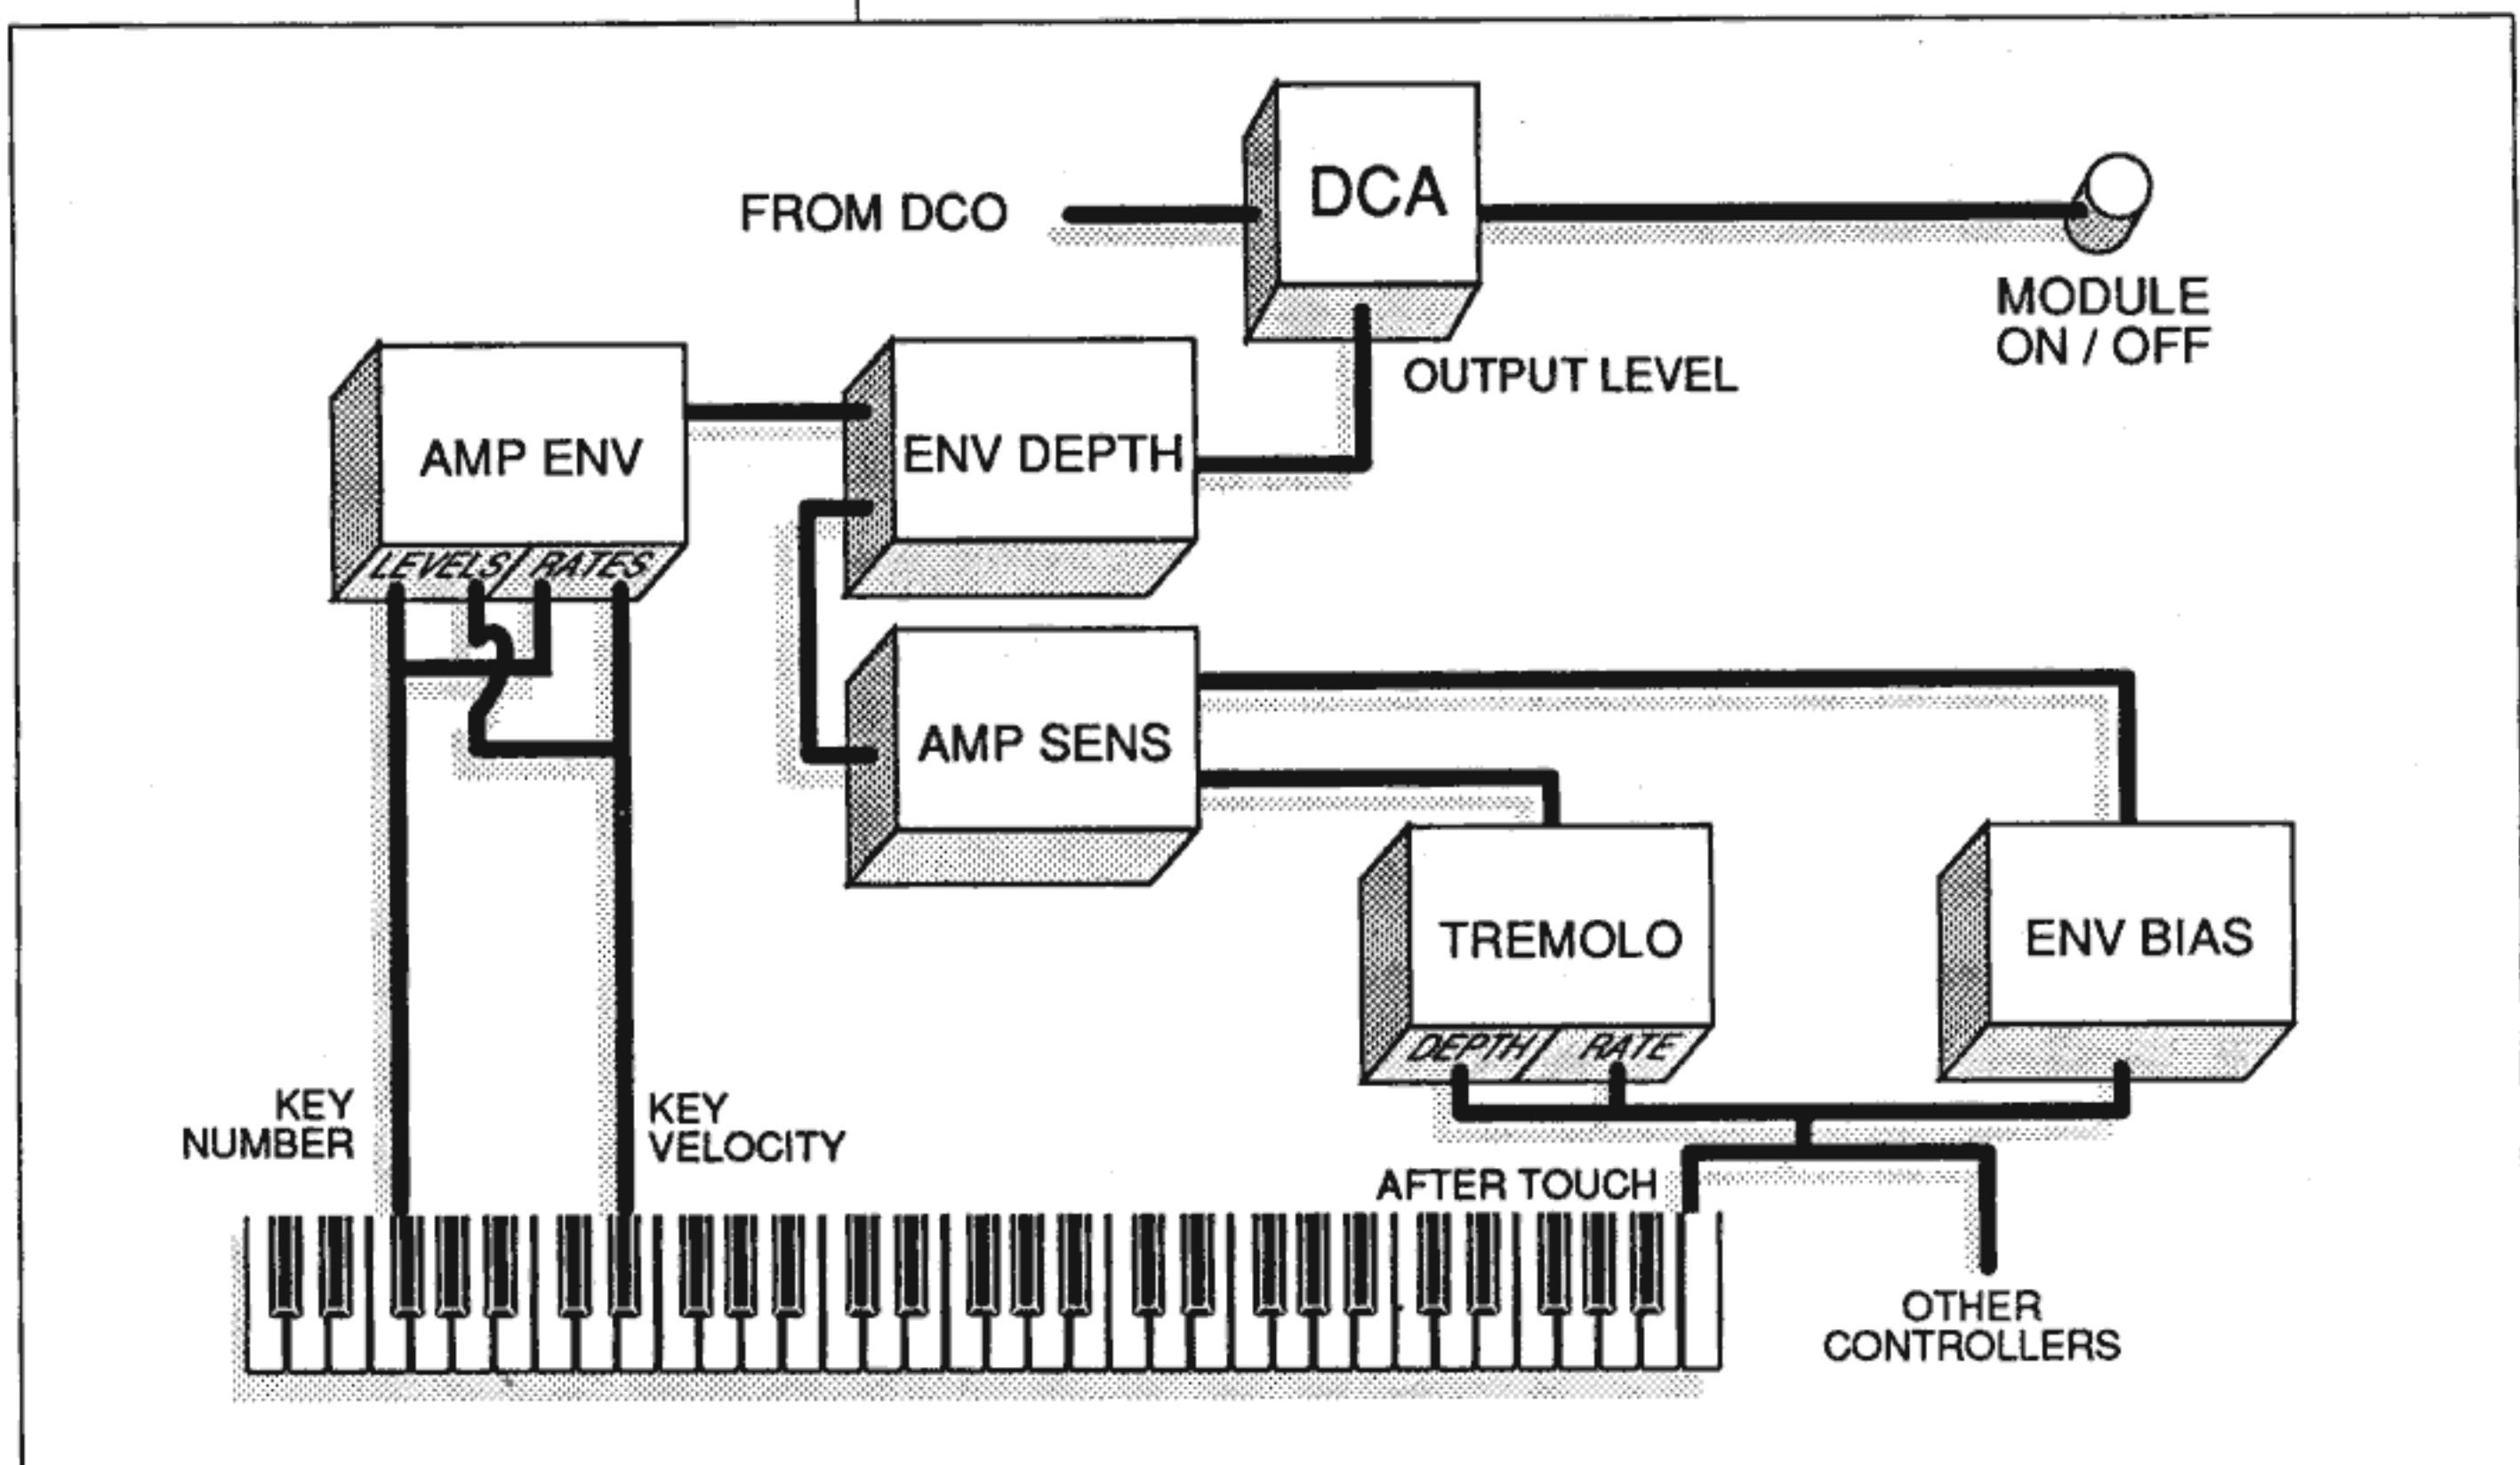 DCA
FROM DCO
MODULE
ON / OFF
OUTPUT LEVEL
AMP ENV
ENV DEPTH
LEVELS
RATES
AMP SENS
TREMOLO
ENV BIAS
DEPTH
RATE
KEY
NUMBER
KEY
VELOCITY
AFTER TOUCH
OTHER
CONTROLLERS